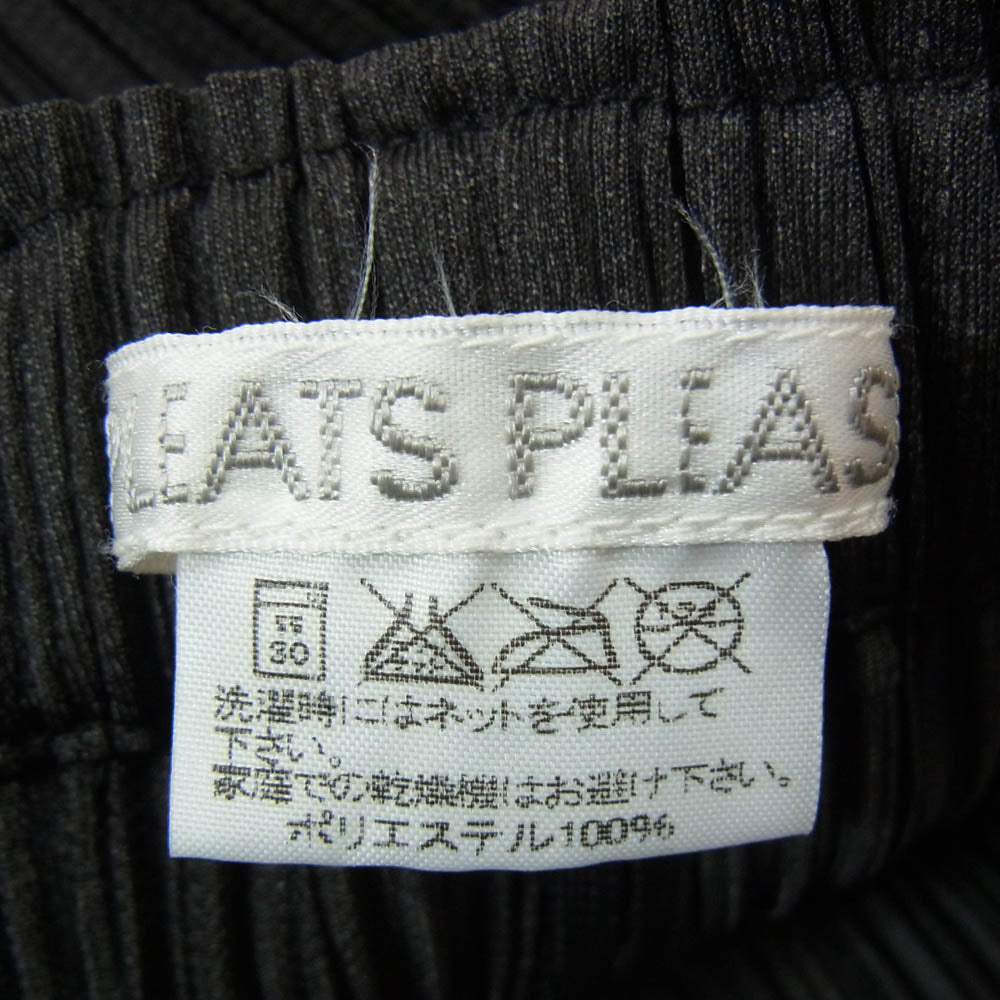 LEATS PLEAS
弱
30
洗濯時にはネットを使用して
下さい。
家庭での乾燥機はお避け下さい。
ポリエステル100%